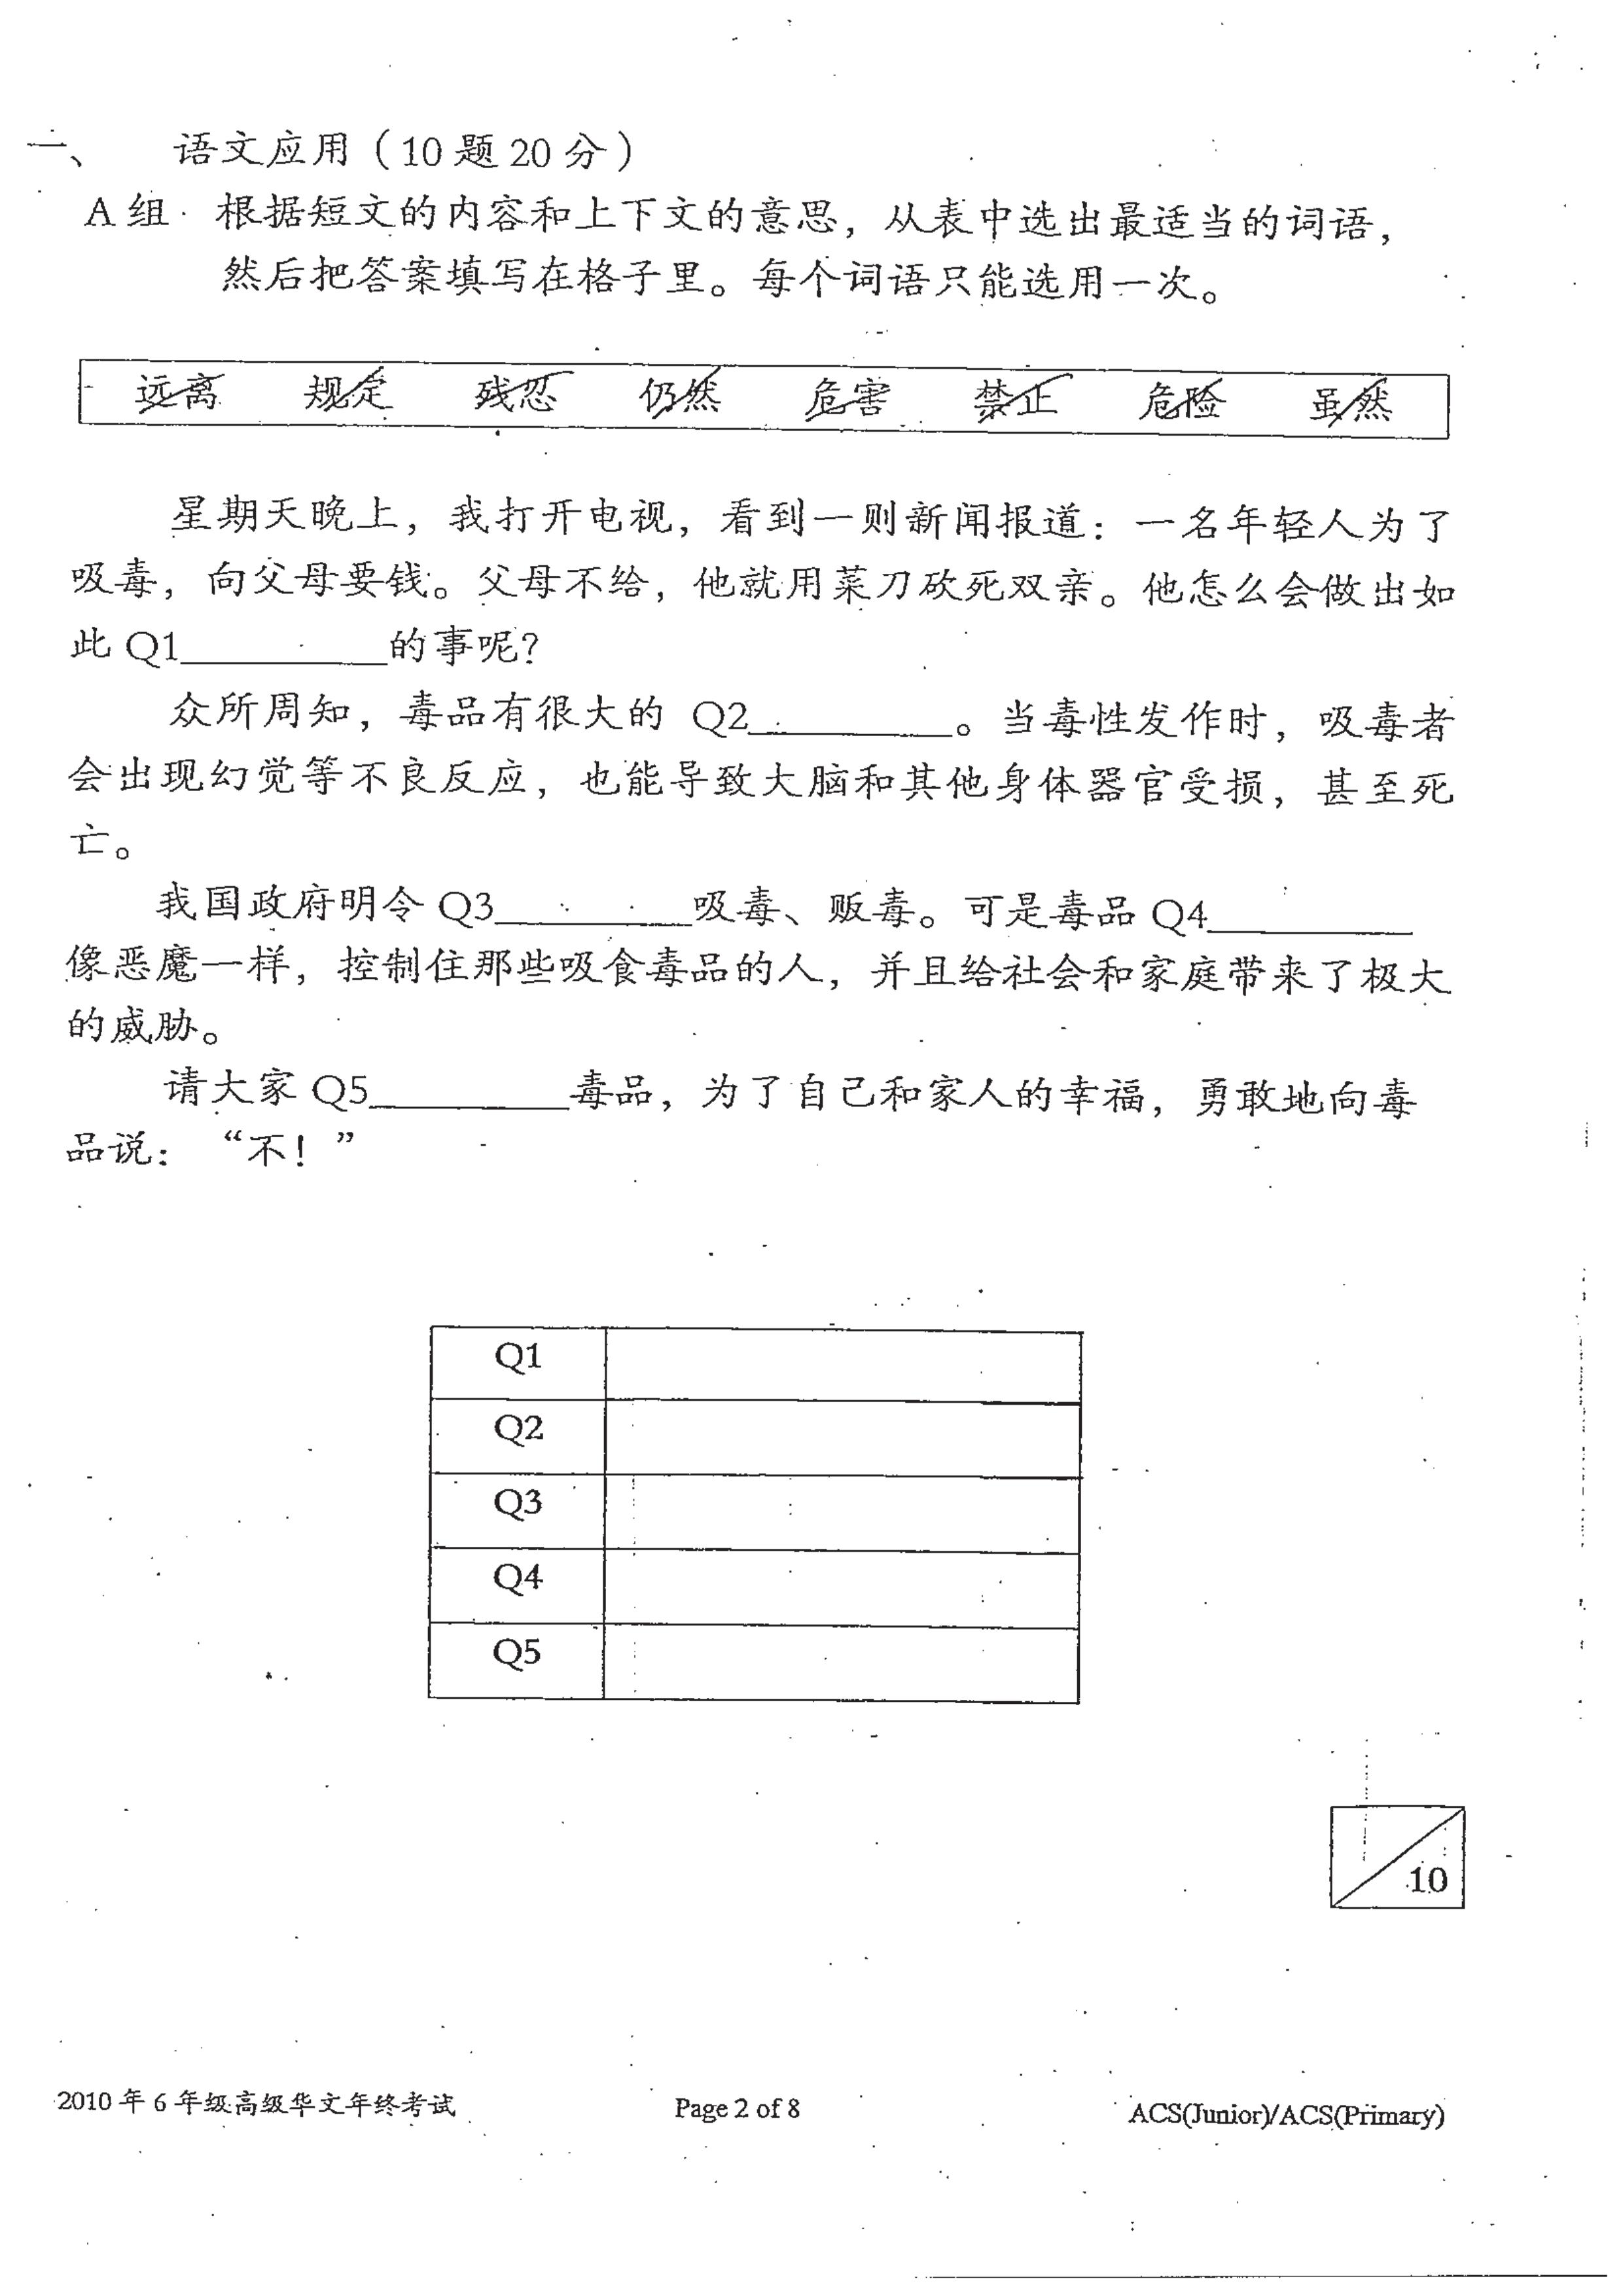 一、 语文应用（10 题 20 分）
A 组 根据短文的内容和上下文的意思，从表中选出最适当的词语，
然后把答案填写在格子里。每个词语只能选用一次。
远离 规定 残忍 仍然 危害 禁止 危险 虽然
星期天晚上，我打开电视，看到一则新闻报道：一名年轻人为了
吸毒，向父母要钱。父母不给，他就用菜刀砍死双亲。他怎么会做出如
此 Q1__________的事呢？
众所周知，毒品有很大的 Q2__________。当毒性发作时，吸毒者
会出现幻觉等不良反应，也能导致大脑和其他身体器官受损，甚至死
亡。
我国政府明令 Q3__________吸毒、贩毒。可是毒品 Q4__________
像恶魔一样，控制住那些吸食毒品的人，并且给社会和家庭带来了极大
的威胁。
请大家 Q5__________毒品，为了自己和家人的幸福，勇敢地向毒
品说：“不！”
Q1
Q2
Q3
Q4
Q5
10
2010 年 6 年级高级华文年终考试 Page 2 of 8 ACS(Junior)/ACS(Primary)